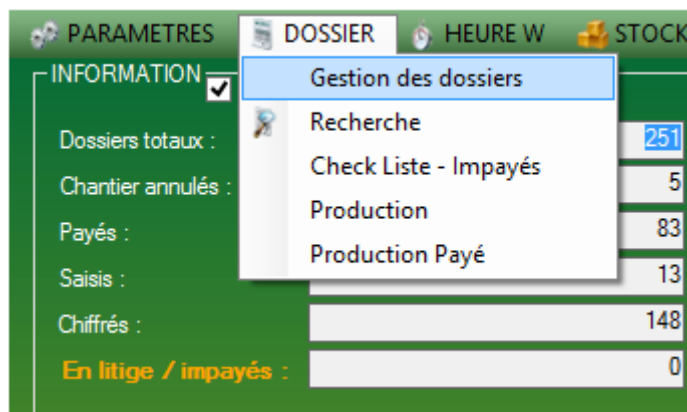 PARAMETRES DOSSIER HEURE W STOCK
INFORMATION
Gestion des dossiers
Recherche
Check Liste - Impayés
Production
Production Payé
Dossiers totaux : 251
Chantier annulés : 5
Payés : 83
Saisis : 13
Chiffrés : 148
En litige / impayés : 0